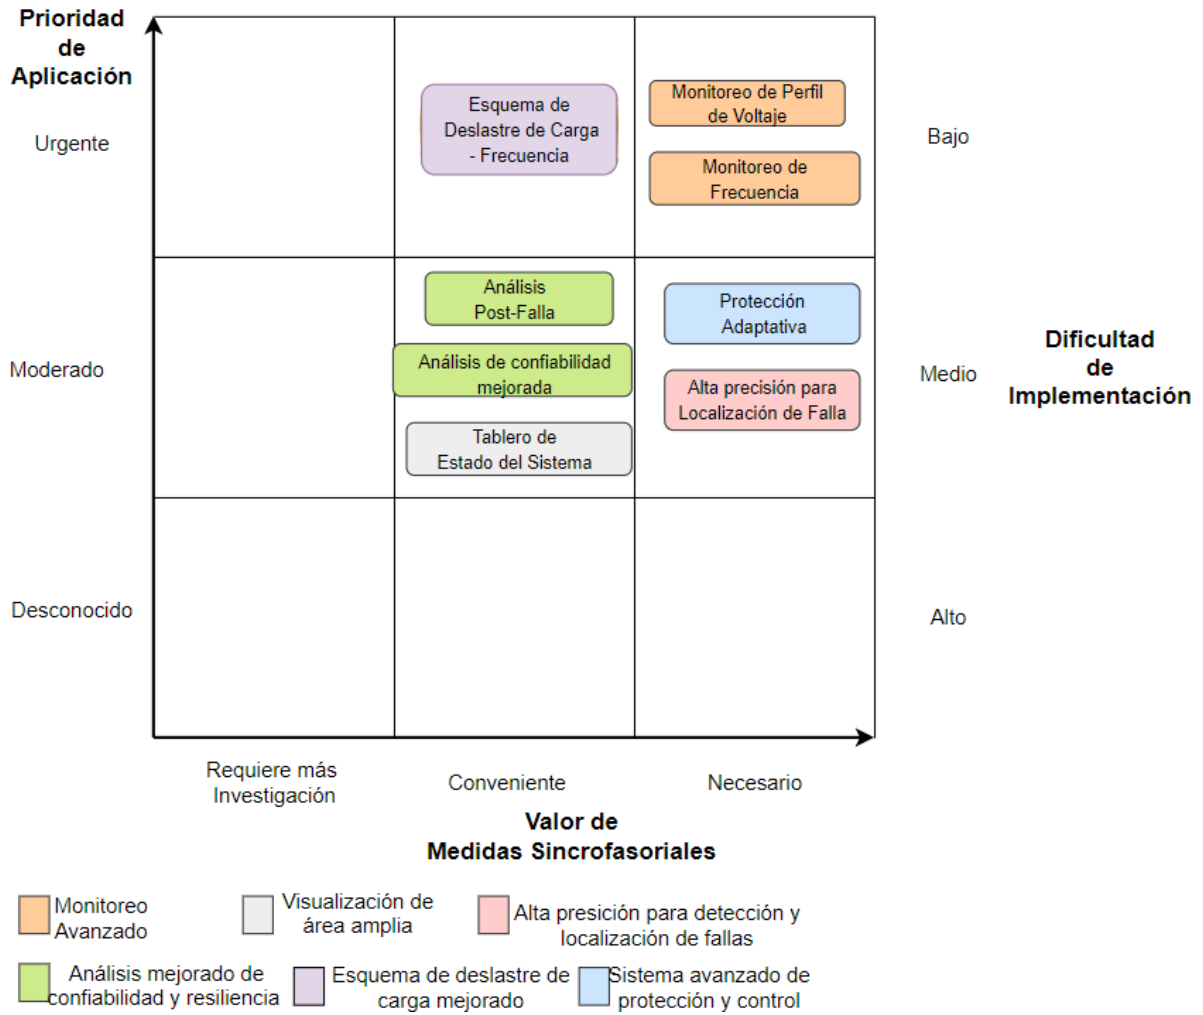 Prioridad
de
Aplicación
Urgente
Esquema de
Deslastre de Carga
- Frecuencia
Monitoreo de Perfil
de Voltaje
Monitoreo de
Frecuencia
Bajo
Moderado
Análisis
Post-Falla
Análisis de confiabilidad
mejorada
Tablero de
Estado del Sistema
Protección
Adaptativa
Alta precisión para
Localización de Falla
Medio
Dificultad
de
Implementación
Desconocido
Alto
Requiere más
Investigación
Conveniente
Necesario
Valor de
Medidas Sincrofasoriales
Monitoreo
Avanzado
Visualización de
área amplia
Alta presición para detección y
localización de fallas
Análisis mejorado de
confiabilidad y resiliencia
Esquema de deslastre de
carga mejorado
Sistema avanzado de
protección y control